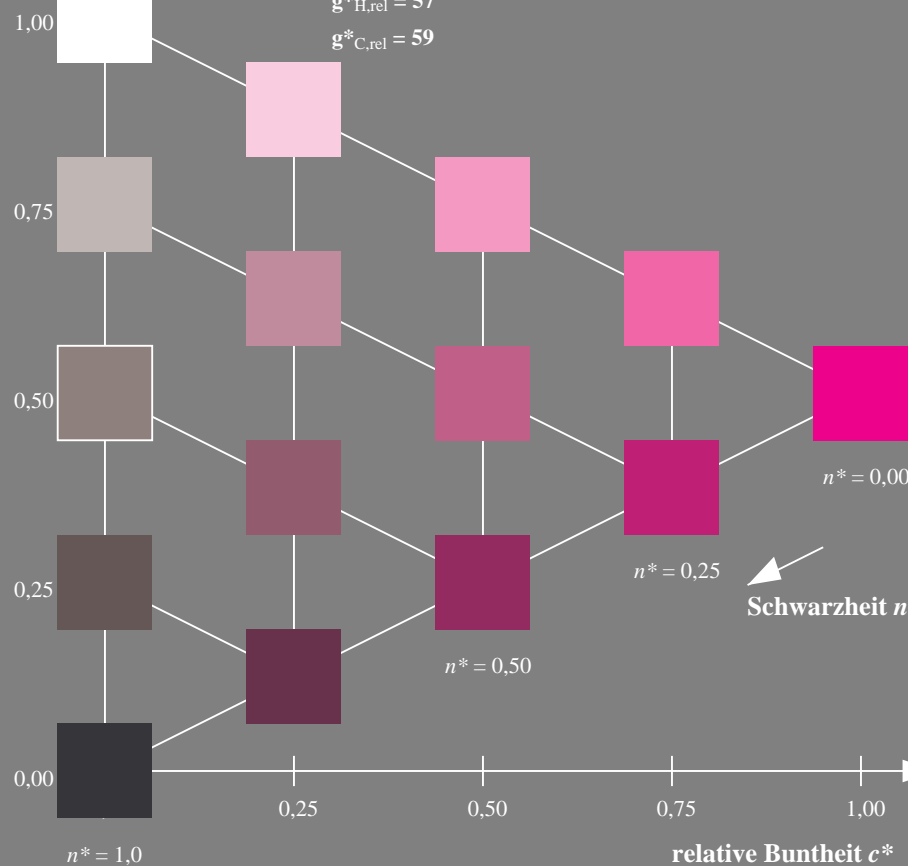 g*H,rel = 57
1,00
g*C,rel = 59
0,75
0,50
n* = 0,00
n* = 0,25
0,25
Schwarzheit n
n* = 0,50
0,00
0,25 0,50 0,75 1,00
n* = 1,0
relative Buntheit c*